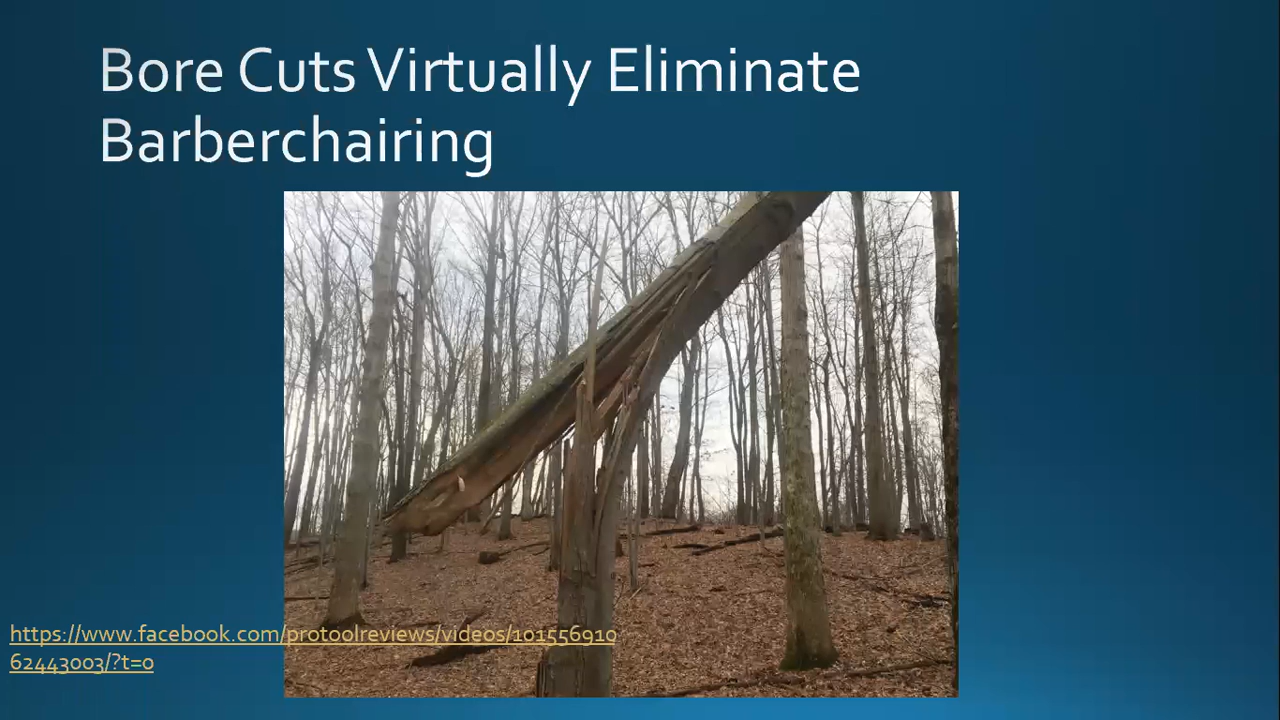 Bore Cuts Virtually Eliminate
Barberchairing
https://www.facebook.com/protoolreviews/videos/101556910
62443003/?t=0